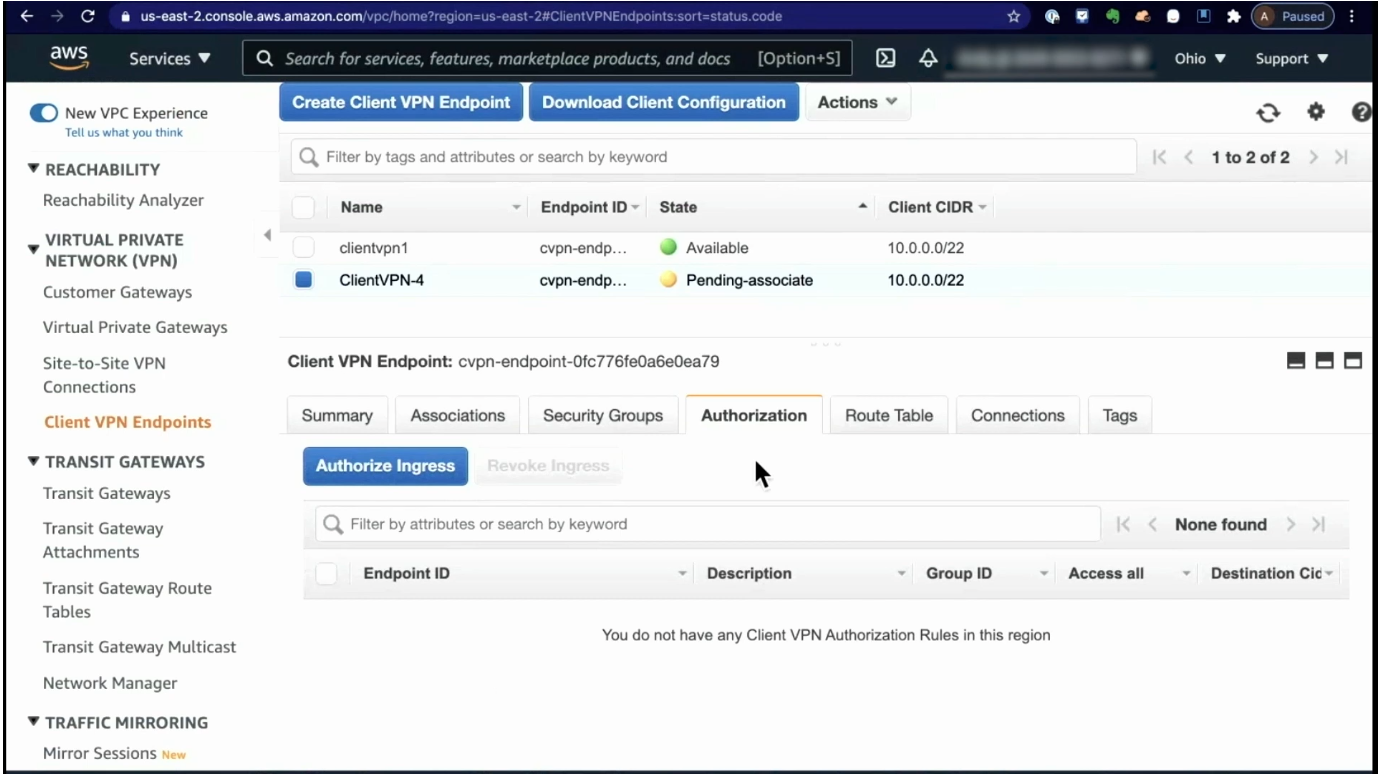 us-east-2.console.aws.amazon.com/vpc/home?region=us-east-2#ClientVPNEndpoints:sort=status.code
A Paused
aws
Services
Search for services, features, marketplace products, and docs [Option+S]
Ohio
Support
New VPC Experience
Tell us what you think
REACHABILITY
Reachability Analyzer
VIRTUAL PRIVATE
NETWORK (VPN)
Customer Gateways
Virtual Private Gateways
Site-to-Site VPN
Connections
Client VPN Endpoints
TRANSIT GATEWAYS
Transit Gateways
Transit Gateway
Attachments
Transit Gateway Route
Tables
Transit Gateway Multicast
Network Manager
TRAFFIC MIRRORING
Mirror Sessions New
Create Client VPN Endpoint Download Client Configuration Actions
Filter by tags and attributes or search by keyword
1 to 2 of 2
Name Endpoint ID State Client CIDR
clientvpn1 cvpn-endp... Available 10.0.0.0/22
ClientVPN-4 cvpn-endp... Pending-associate 10.0.0.0/22
Client VPN Endpoint: cvpn-endpoint-0fc776fe0a6e0ea79
Summary Associations Security Groups Authorization Route Table Connections Tags
Authorize Ingress Revoke Ingress
Filter by attributes or search by keyword
None found
Endpoint ID Description Group ID Access all Destination Cid
You do not have any Client VPN Authorization Rules in this region